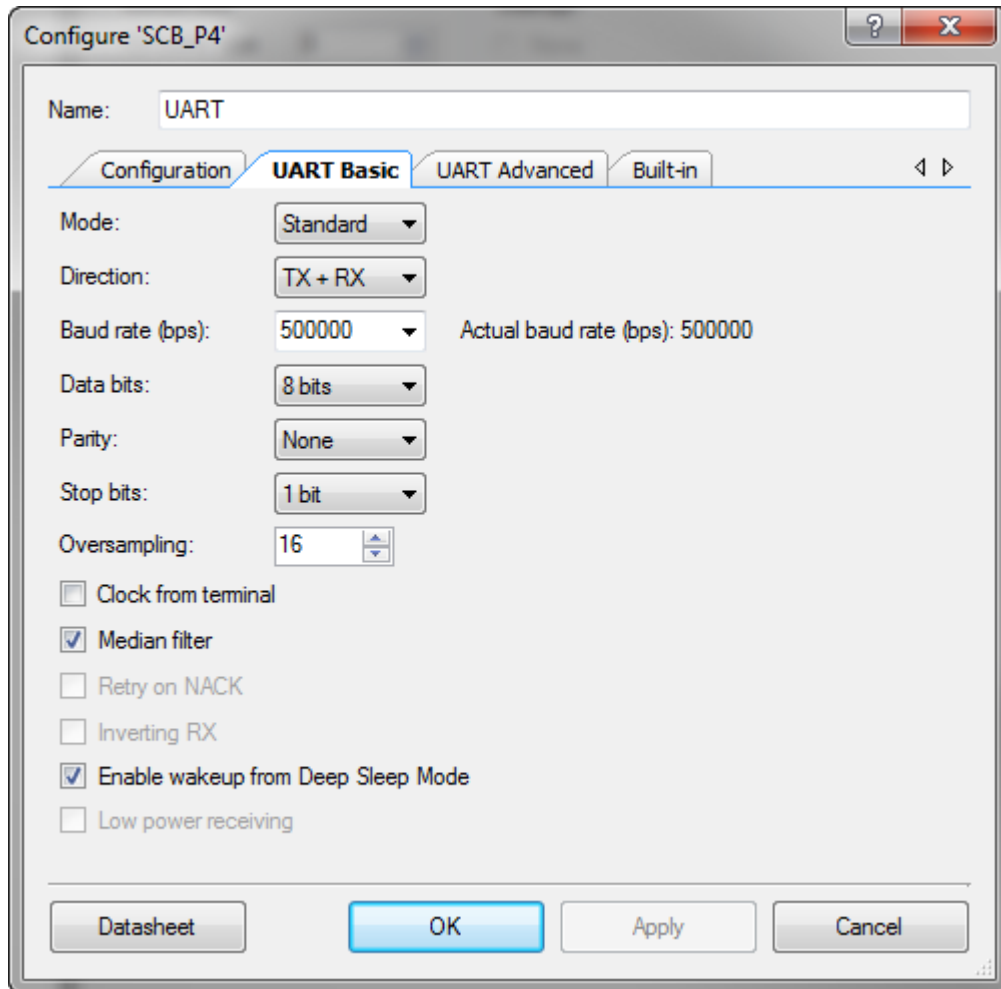 Configure 'SCB_P4'
Name: UART
Configuration UART Basic UART Advanced Built-in
Mode: Standard
Direction: TX + RX
Baud rate (bps): 500000 Actual baud rate (bps): 500000
Data bits: 8 bits
Parity: None
Stop bits: 1 bit
Oversampling: 16
Clock from terminal
Median filter
Retry on NACK
Inverting RX
Enable wakeup from Deep Sleep Mode
Low power receiving
Datasheet OK Apply Cancel